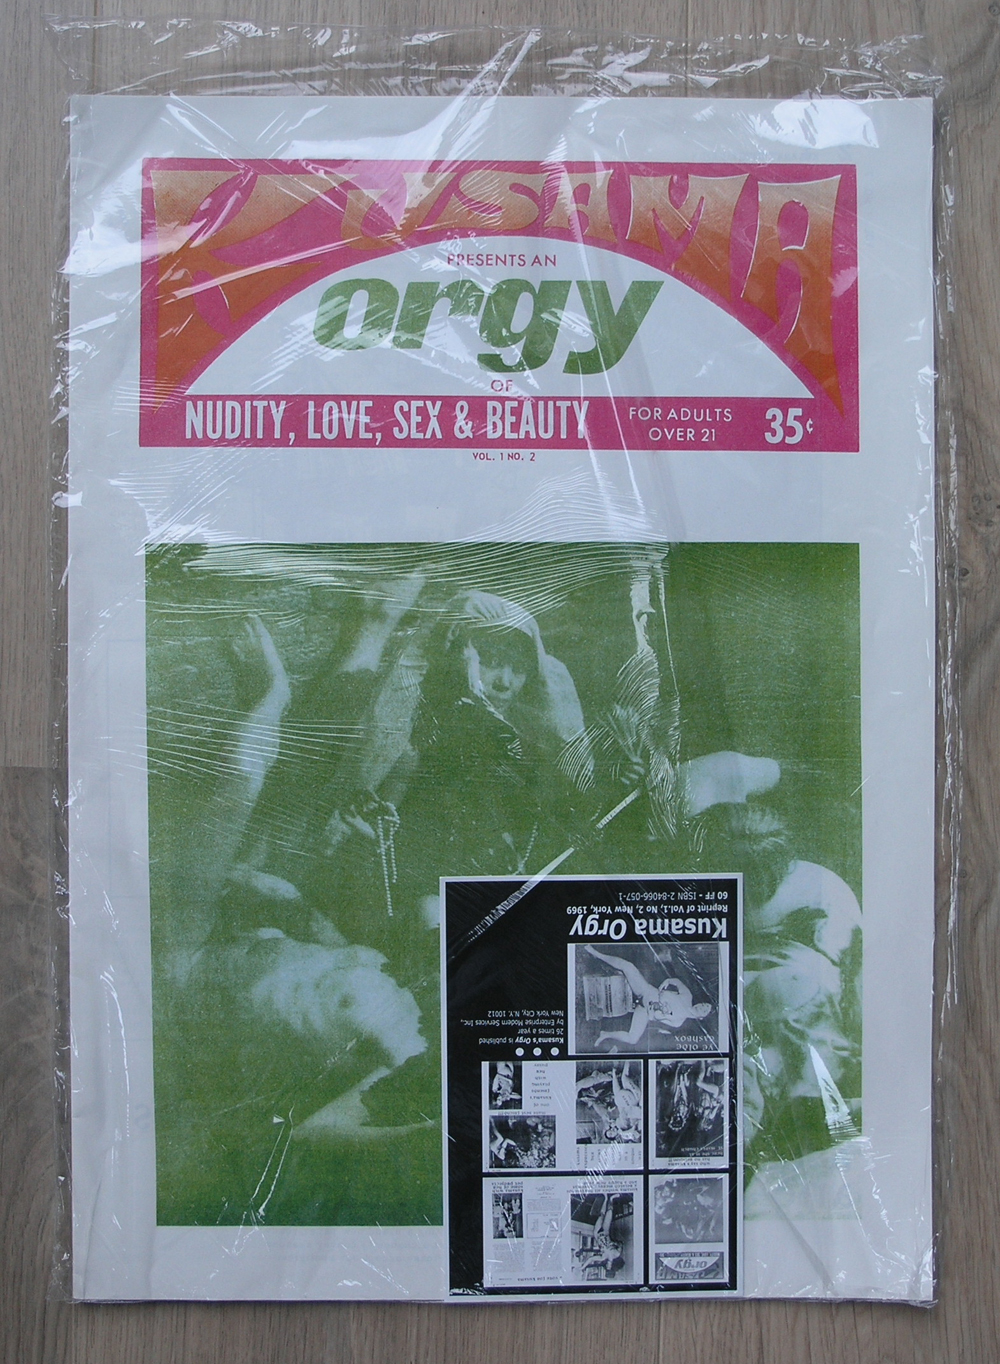 KUSAMA
PRESENTS AN
orgy
OF
NUDITY, LOVE, SEX & BEAUTY
FOR ADULTS
OVER 21
35¢
VOL. 1 NO. 2
Kusama Orgy
Reprint of Vol.1, No 2, New York, 1969
60 FF - ISBN 2-84066-057-1
Kusama's Orgy is published
26 times a year
by Enterprise Modern Services Inc.,
New York City, N.Y. 10012
orgy